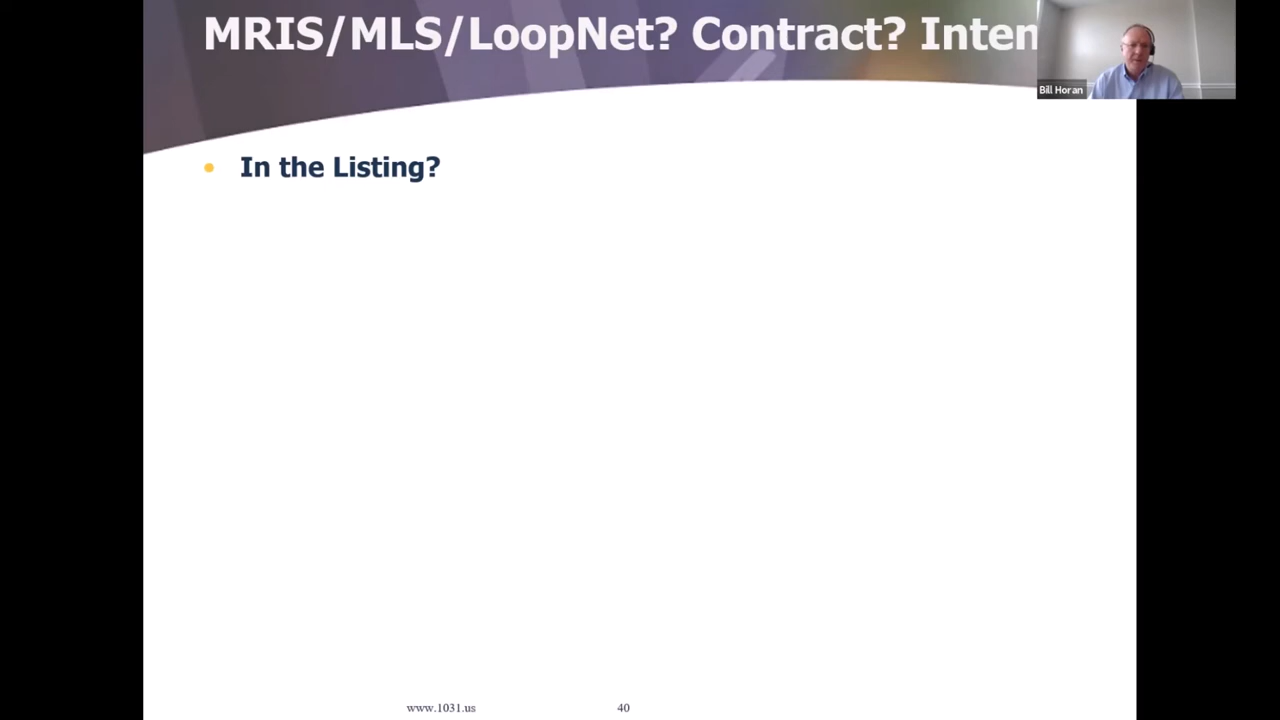 MRIS/MLS/LoopNet? Contract? Inten
Bill Horan
• In the Listing?
www.1031.us
40